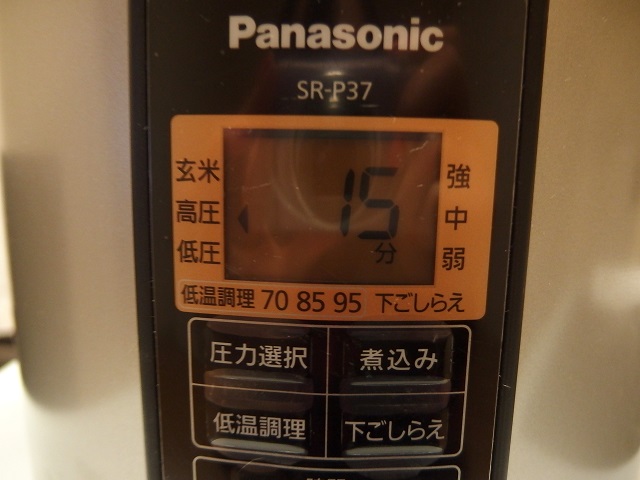 Panasonic
SR-P37
玄米
高圧
低圧
15
分
強
中
弱
低温調理 70 85 95 下ごしらえ
圧力選択 煮込み
低温調理 下ごしらえ